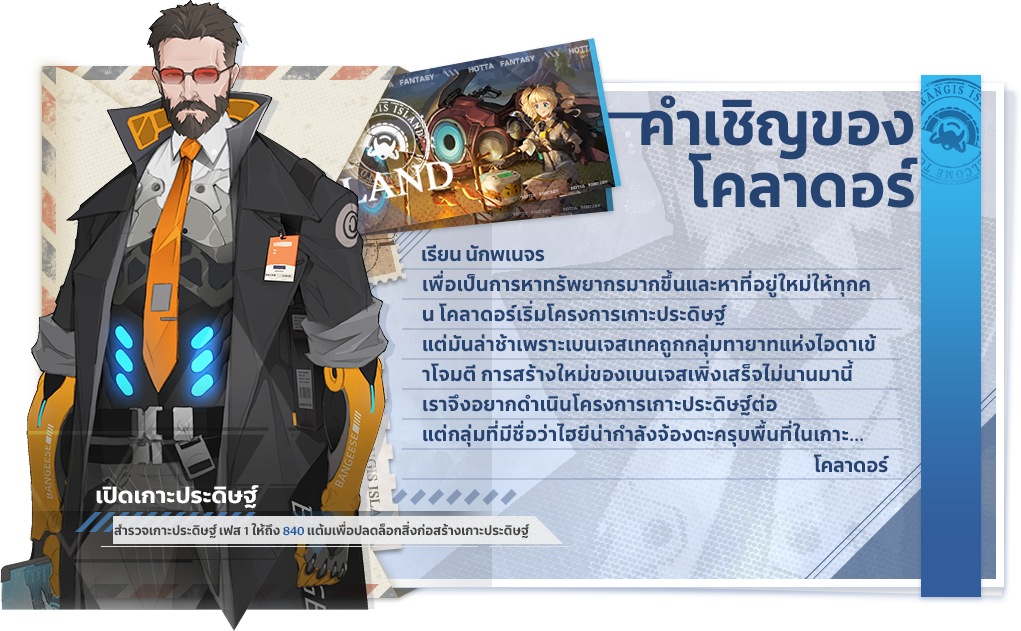 FANTASY \\\ HOTTA FANTASY \\\ HOTTA
LAND
HOTTA FANTASY
BANGIS ISLAND
คำเชิญของ
โคลาดอร์
เรียน นักพเนจร
เพื่อเป็นการหาทรัพยากรมากขึ้นและหาที่อยู่ใหม่ให้ทุกค
น โคลาดอร์เริ่มโครงการเกาะประดิษฐ์
แต่มันล่าช้าเพราะเบนเจสเทคถูกกลุ่มทายาทแห่งไอดาเข้
าโจมตี การสร้างใหม่ของเบนเจสเพิ่งเสร็จไม่นานมานี้
เราจึงอยากดำเนินโครงการเกาะประดิษฐ์ต่อ
แต่กลุ่มที่มีชื่อว่าไฮยีน่ากำลังจ้องตะครุบพื้นที่ในเกาะ...
โคลาดอร์
BANGEESE
BANGEESE
เปิดเกาะประดิษฐ์
สำรวจเกาะประดิษฐ์ เฟส 1 ให้ถึง 840 แต้มเพื่อปลดล็อกสิ่งก่อสร้างเกาะประดิษฐ์